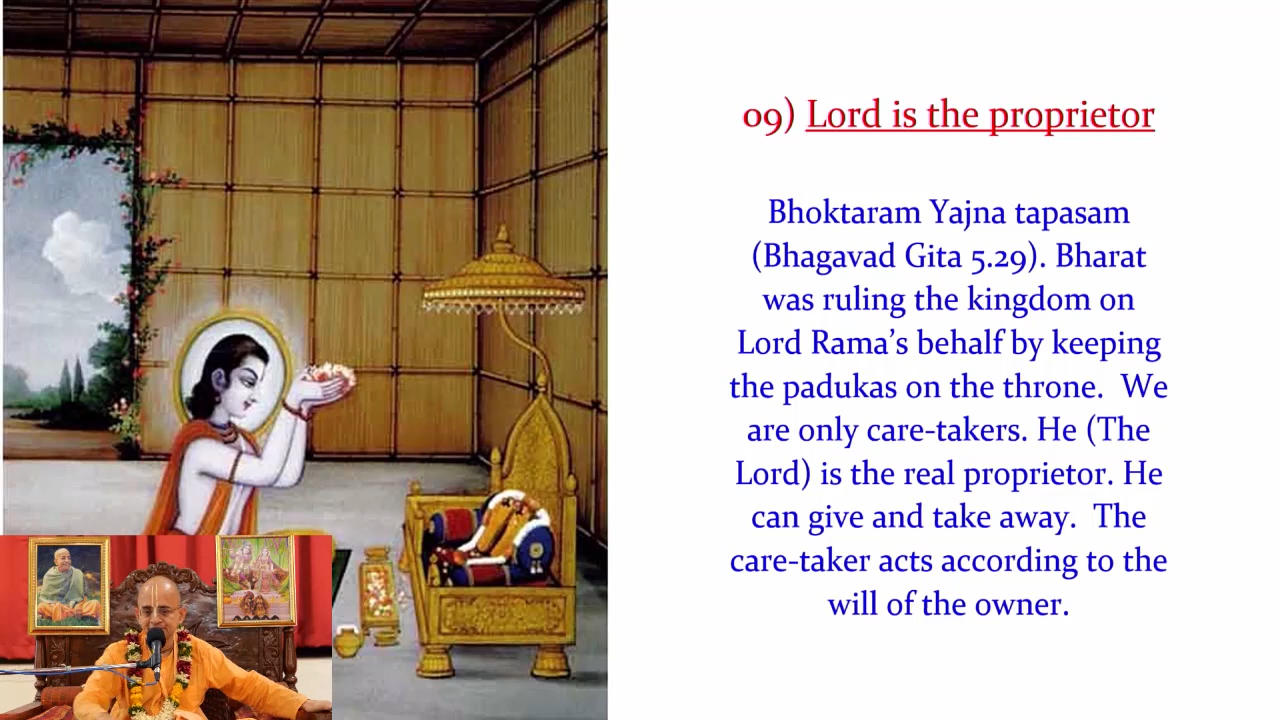 09) Lord is the proprietor
Bhoktaram Yajna tapasam
(Bhagavad Gita 5.29). Bharat
was ruling the kingdom on
Lord Rama’s behalf by keeping
the padukas on the throne.  We
are only care-takers. He (The
Lord) is the real proprietor. He
can give and take away.  The
care-taker acts according to the
will of the owner.